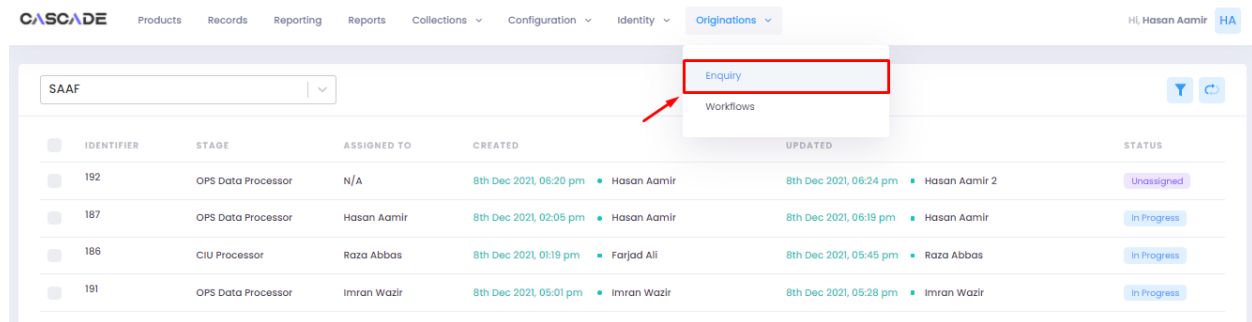 CASCADE Products Records Reporting Reports Collections Configuration Identity Originations Hi, Hasan Aamir HA
Enquiry
Workflows
SAAF
IDENTIFIER STAGE ASSIGNED TO CREATED UPDATED STATUS
192 OPS Data Processor N/A 8th Dec 2021, 06:20 pm Hasan Aamir 8th Dec 2021, 06:24 pm Hasan Aamir 2 Unassigned
187 OPS Data Processor Hasan Aamir 8th Dec 2021, 02:05 pm Hasan Aamir 8th Dec 2021, 06:19 pm Hasan Aamir In Progress
186 CIU Processor Raza Abbas 8th Dec 2021, 01:19 pm Farjad Ali 8th Dec 2021, 05:45 pm Raza Abbas In Progress
191 OPS Data Processor Imran Wazir 8th Dec 2021, 05:01 pm Imran Wazir 8th Dec 2021, 05:28 pm Imran Wazir In Progress